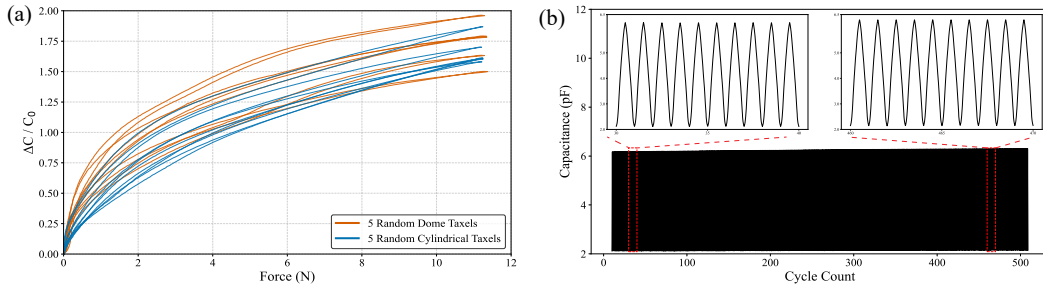 (a)
2.00
1.75
1.50
1.25
1.00
0.75
0.50
0.25
0.00
ΔC / C0
0 2 4 6 8 10 12
Force (N)
5 Random Dome Taxels
5 Random Cylindrical Taxels
(b)
12
10
8
6
4
2
Capacitance (pF)
0 100 200 300 400 500
Cycle Count